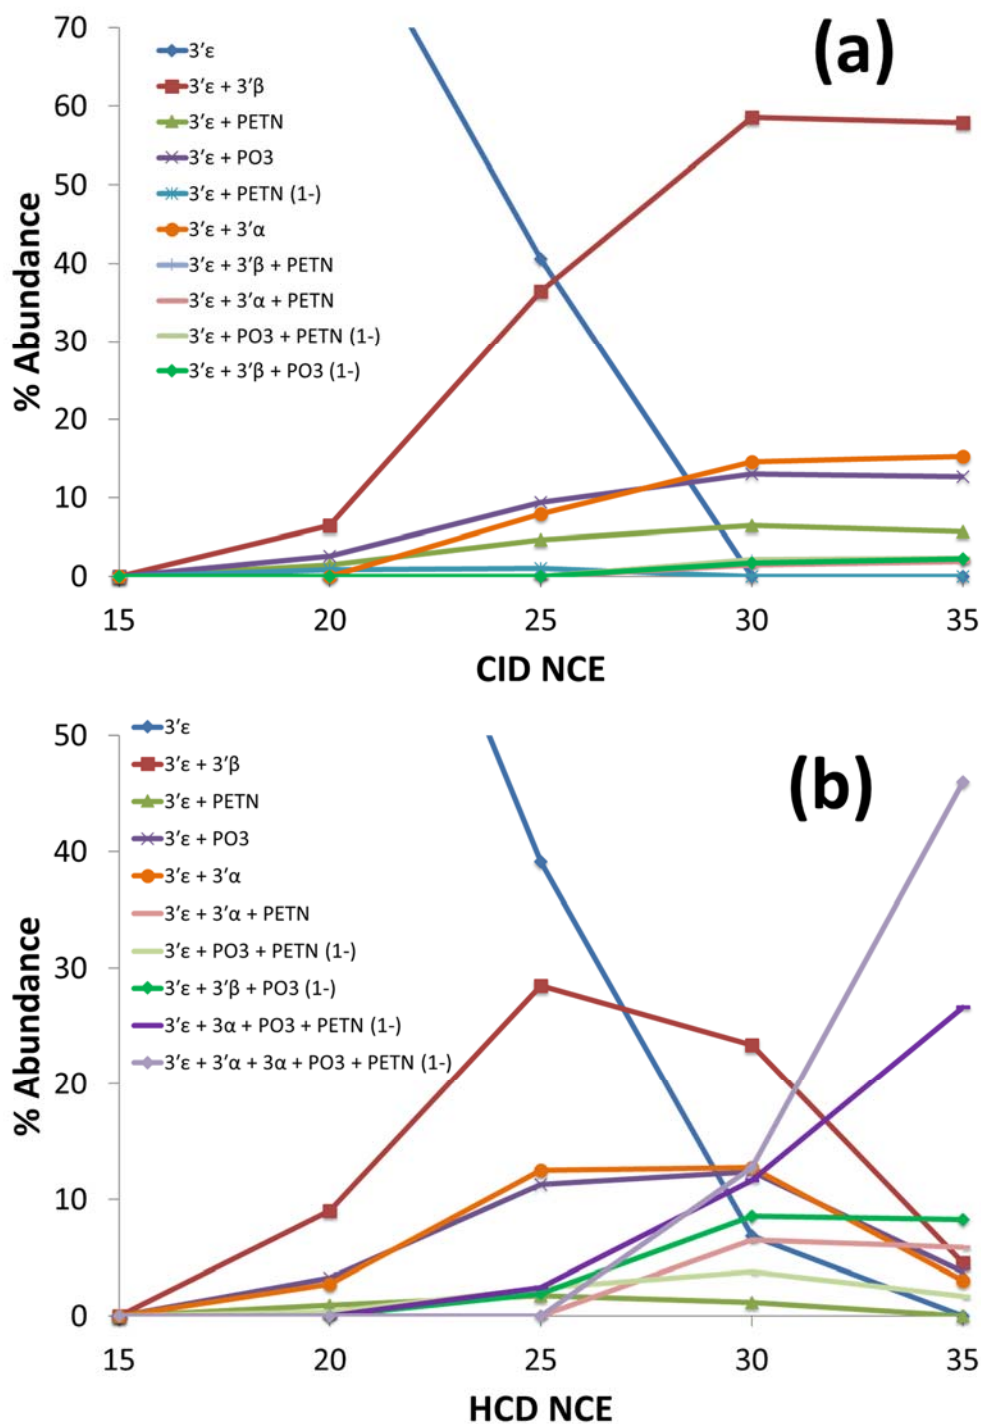 (a)
70
60
50
40
30
20
10
0
% Abundance
3′ε
3′ε + 3′β
3′ε + PETN
3′ε + PO3
3′ε + PETN (1-)
3′ε + 3′α
3′ε + 3′β + PETN
3′ε + 3′α + PETN
3′ε + PO3 + PETN (1-)
3′ε + 3′β + PO3 (1-)
15 20 25 30 35
CID NCE
(b)
50
40
30
20
10
0
% Abundance
3′ε
3′ε + 3′β
3′ε + PETN
3′ε + PO3
3′ε + 3′α
3′ε + 3′α + PETN
3′ε + PO3 + PETN (1-)
3′ε + 3′β + PO3 (1-)
3′ε + 3α + PO3 + PETN (1-)
3′ε + 3′α + 3α + PO3 + PETN (1-)
15 20 25 30 35
HCD NCE